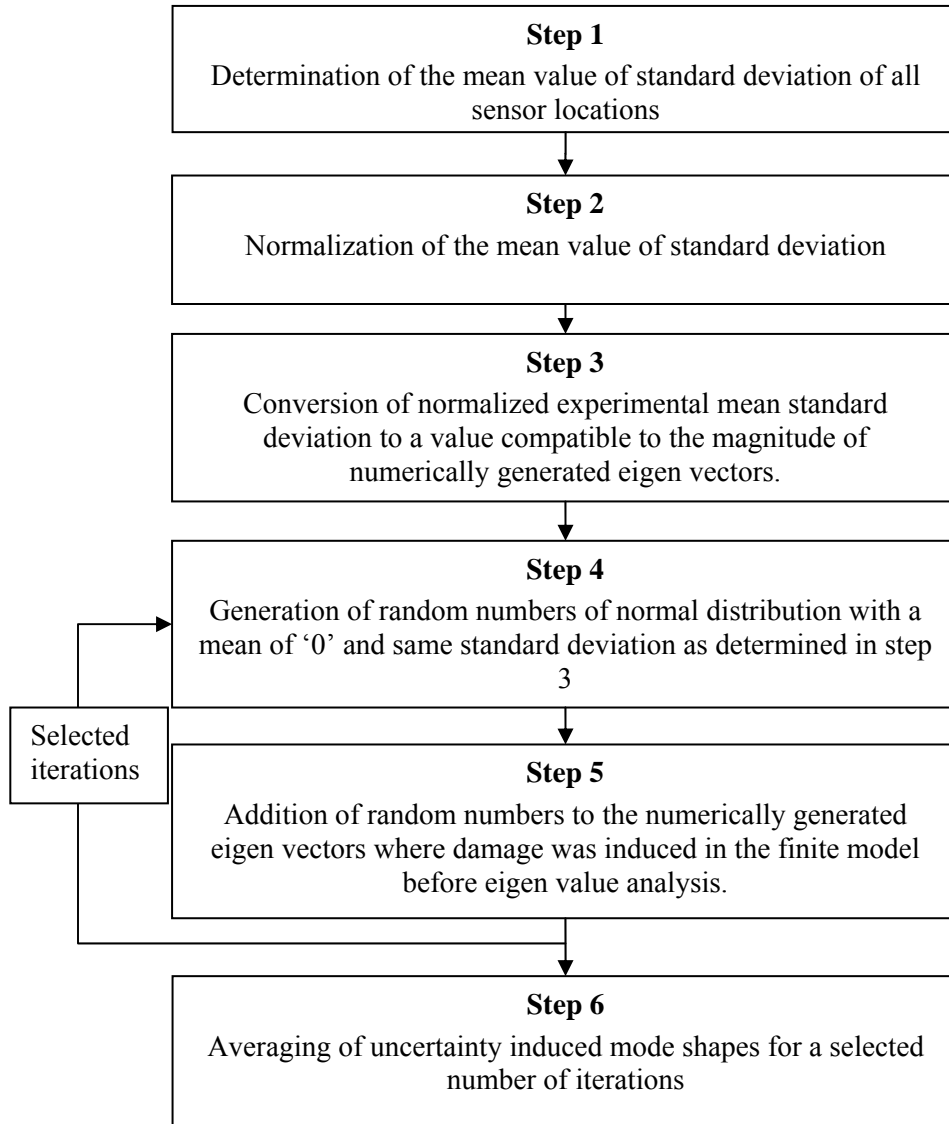 Step 1
Determination of the mean value of standard deviation of all
sensor locations
Step 2
Normalization of the mean value of standard deviation
Step 3
Conversion of normalized experimental mean standard
deviation to a value compatible to the magnitude of
numerically generated eigen vectors.
Step 4
Generation of random numbers of normal distribution with a
mean of ‘0’ and same standard deviation as determined in step
3
Selected
iterations
Step 5
Addition of random numbers to the numerically generated
eigen vectors where damage was induced in the finite model
before eigen value analysis.
Step 6
Averaging of uncertainty induced mode shapes for a selected
number of iterations